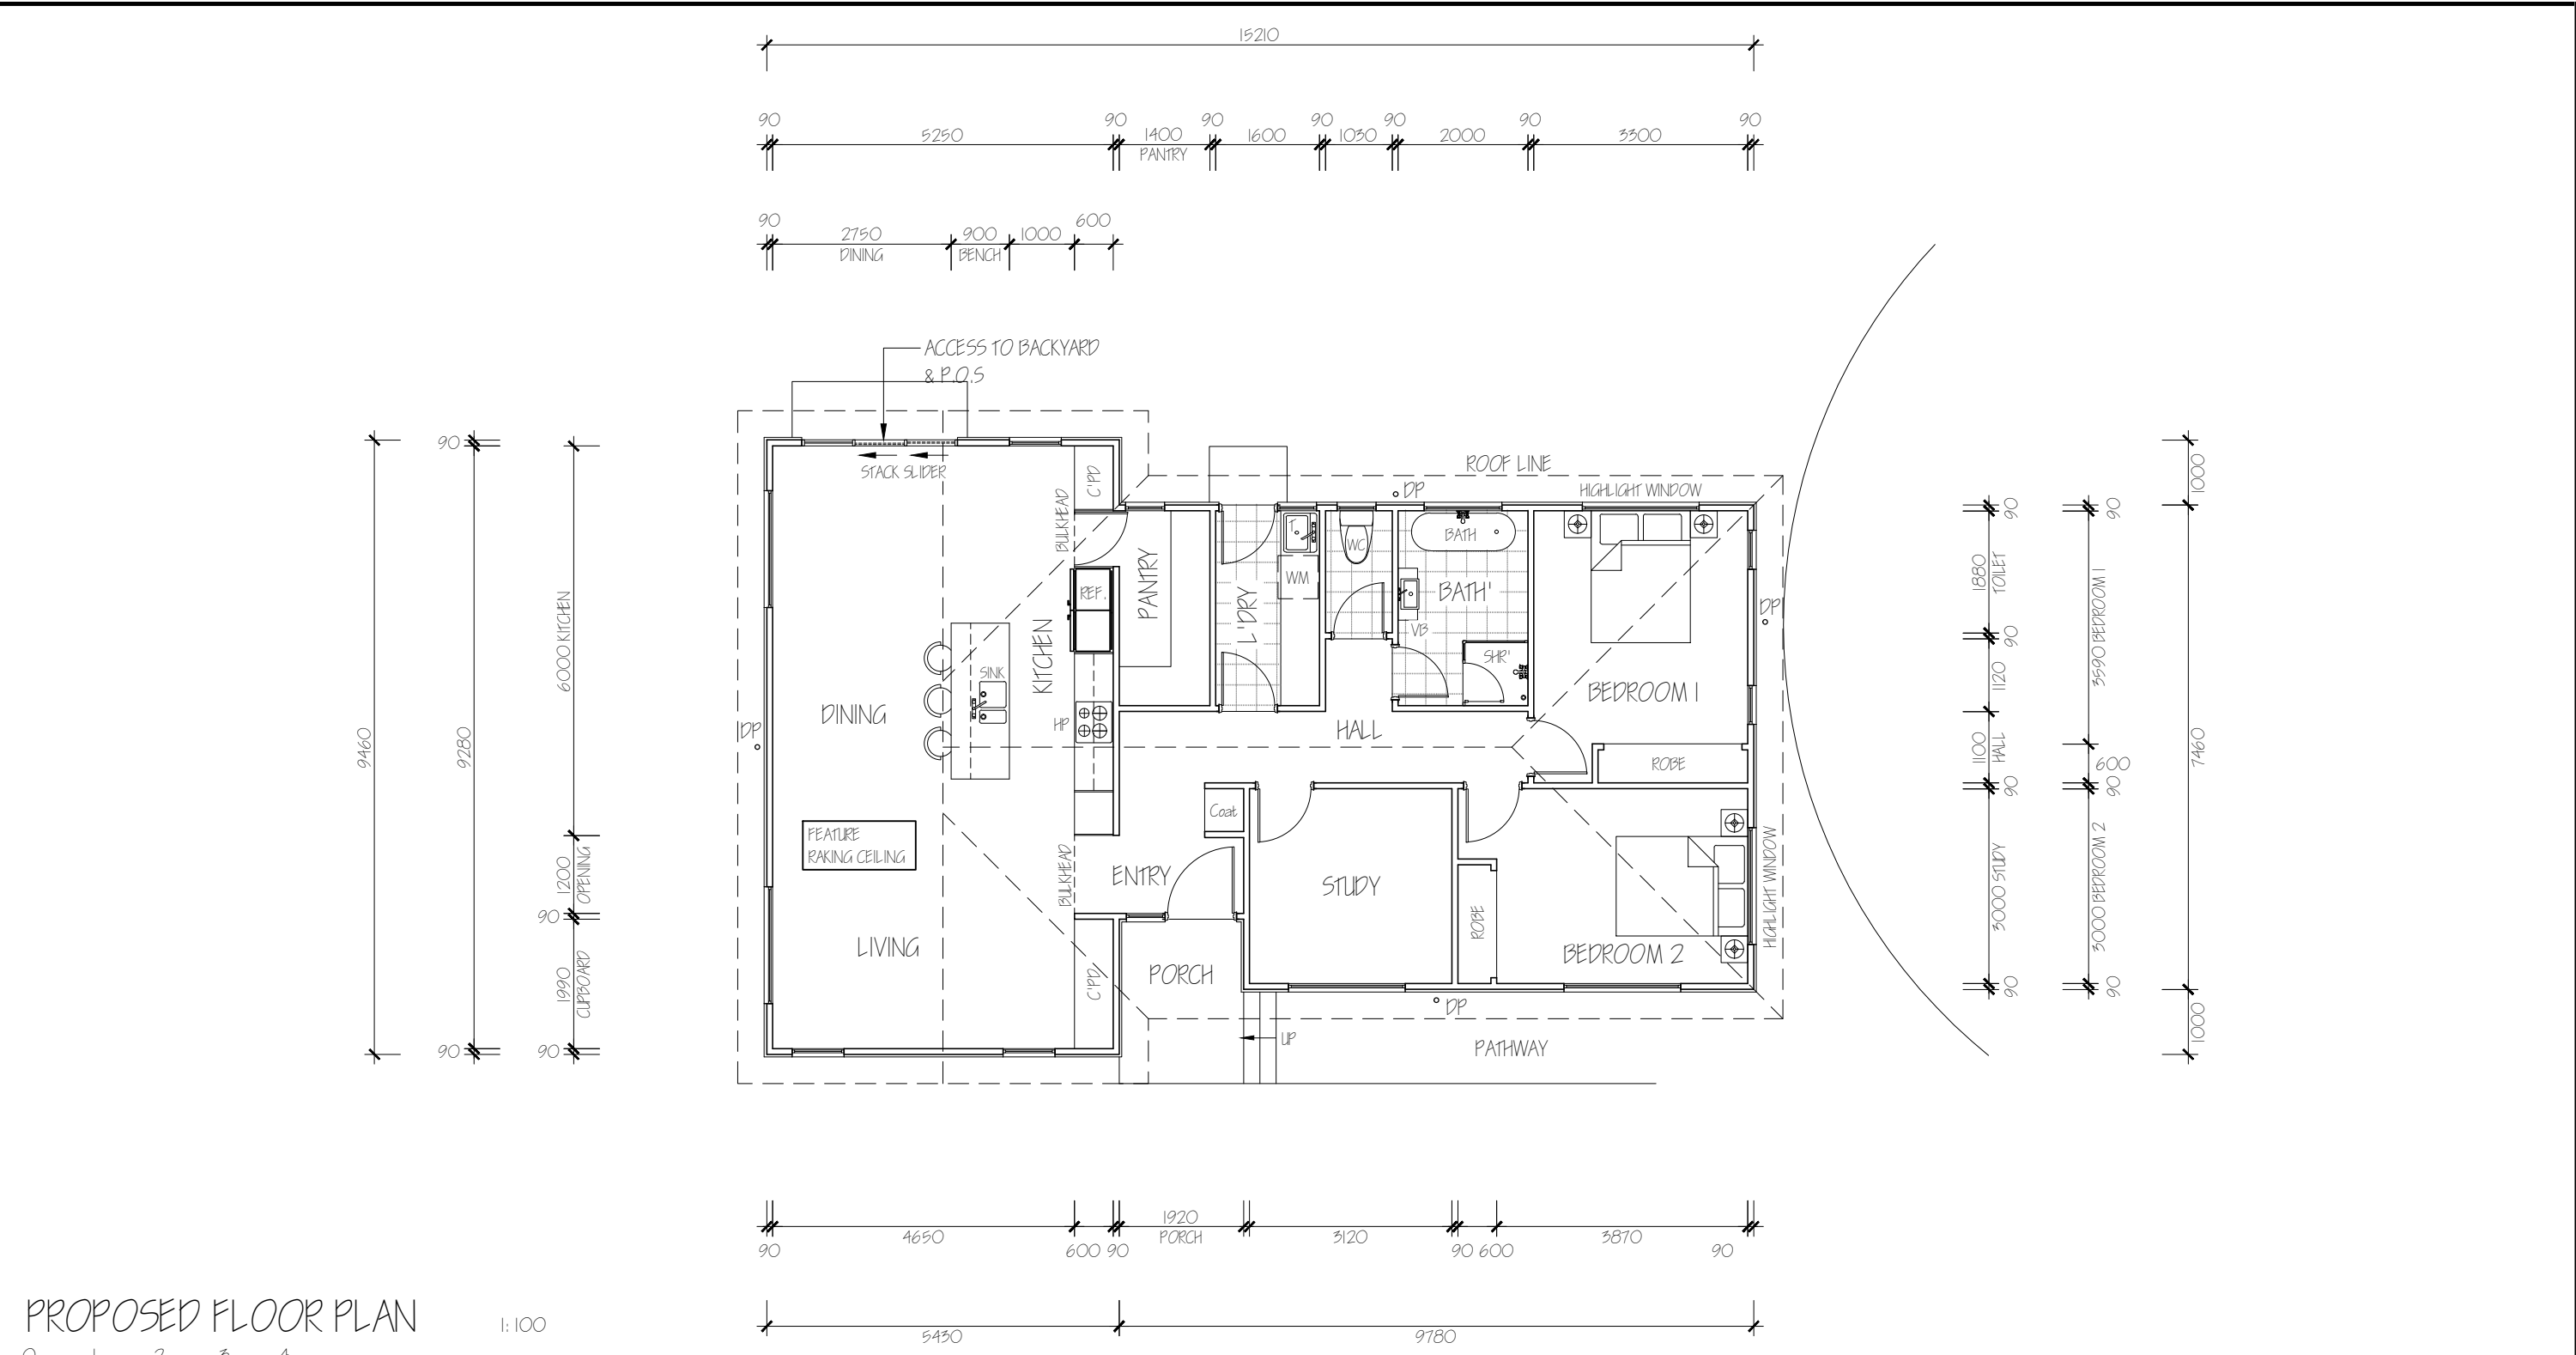 15210
90 90 90 90 90 90 90
5250 1400 1600 1030 2000 3300
PANTRY
90 600
2750 900 1000
DINING BENCH
ACCESS TO BACKYARD
& P.O.S
STACK SLIDER
ROOF LINE
DP
HIGHLIGHT WINDOW
C'PD
BULKHEAD
PANTRY
L'DRY
T.
WM
WC
BATH
BATH'
VB
SHR'
REF.
KITCHEN
SINK
HP
DINING
DP
HALL
BEDROOM 1
ROBE
DP
Coat
FEATURE
RAKING CEILING
BULKHEAD
ENTRY
STUDY
ROBE
BEDROOM 2
HIGHLIGHT WINDOW
LIVING
C'PD
PORCH
DP
UP
PATHWAY
9460
90
9280
90
6000 KITCHEN
1200
OPENING
90
1990
CUPBOARD
90
90
1880
TOILET
90
1120
1100
HALL
90
3000 STUDY
90
90
3590 BEDROOM 1
600
90
3000 BEDROOM 2
90
1000
7460
1000
1920
4650 PORCH 3120 3870
90 600 90 90 600 90
5430 9780
PROPOSED FLOOR PLAN 1:100